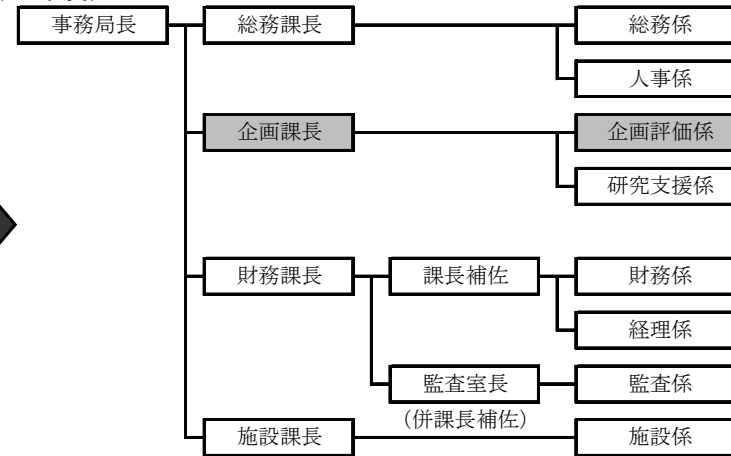 事務局長 総務課長 総務係
人事係
企画課長 企画評価係
研究支援係
財務課長 課長補佐 財務係
経理係
監査室長 監査係
(併課長補佐)
施設課長 施設係